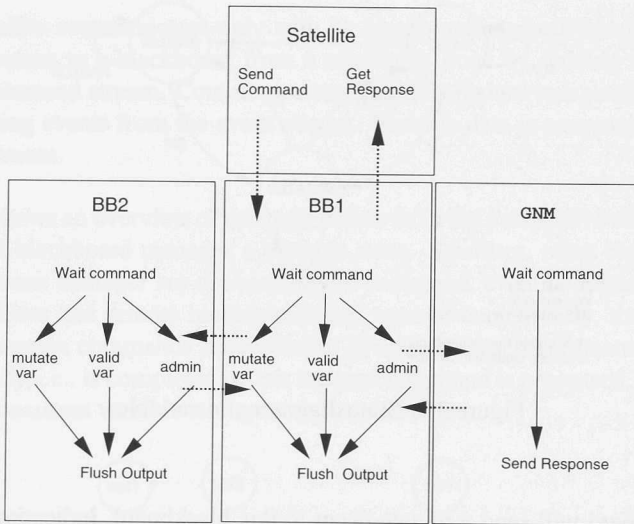 Satellite
Send
Command
Get
Response
BB2
Wait command
mutate
var
valid
var
admin
Flush Output
BB1
Wait command
mutate
var
valid
var
admin
Flush Output
GNM
Wait command
Send Response